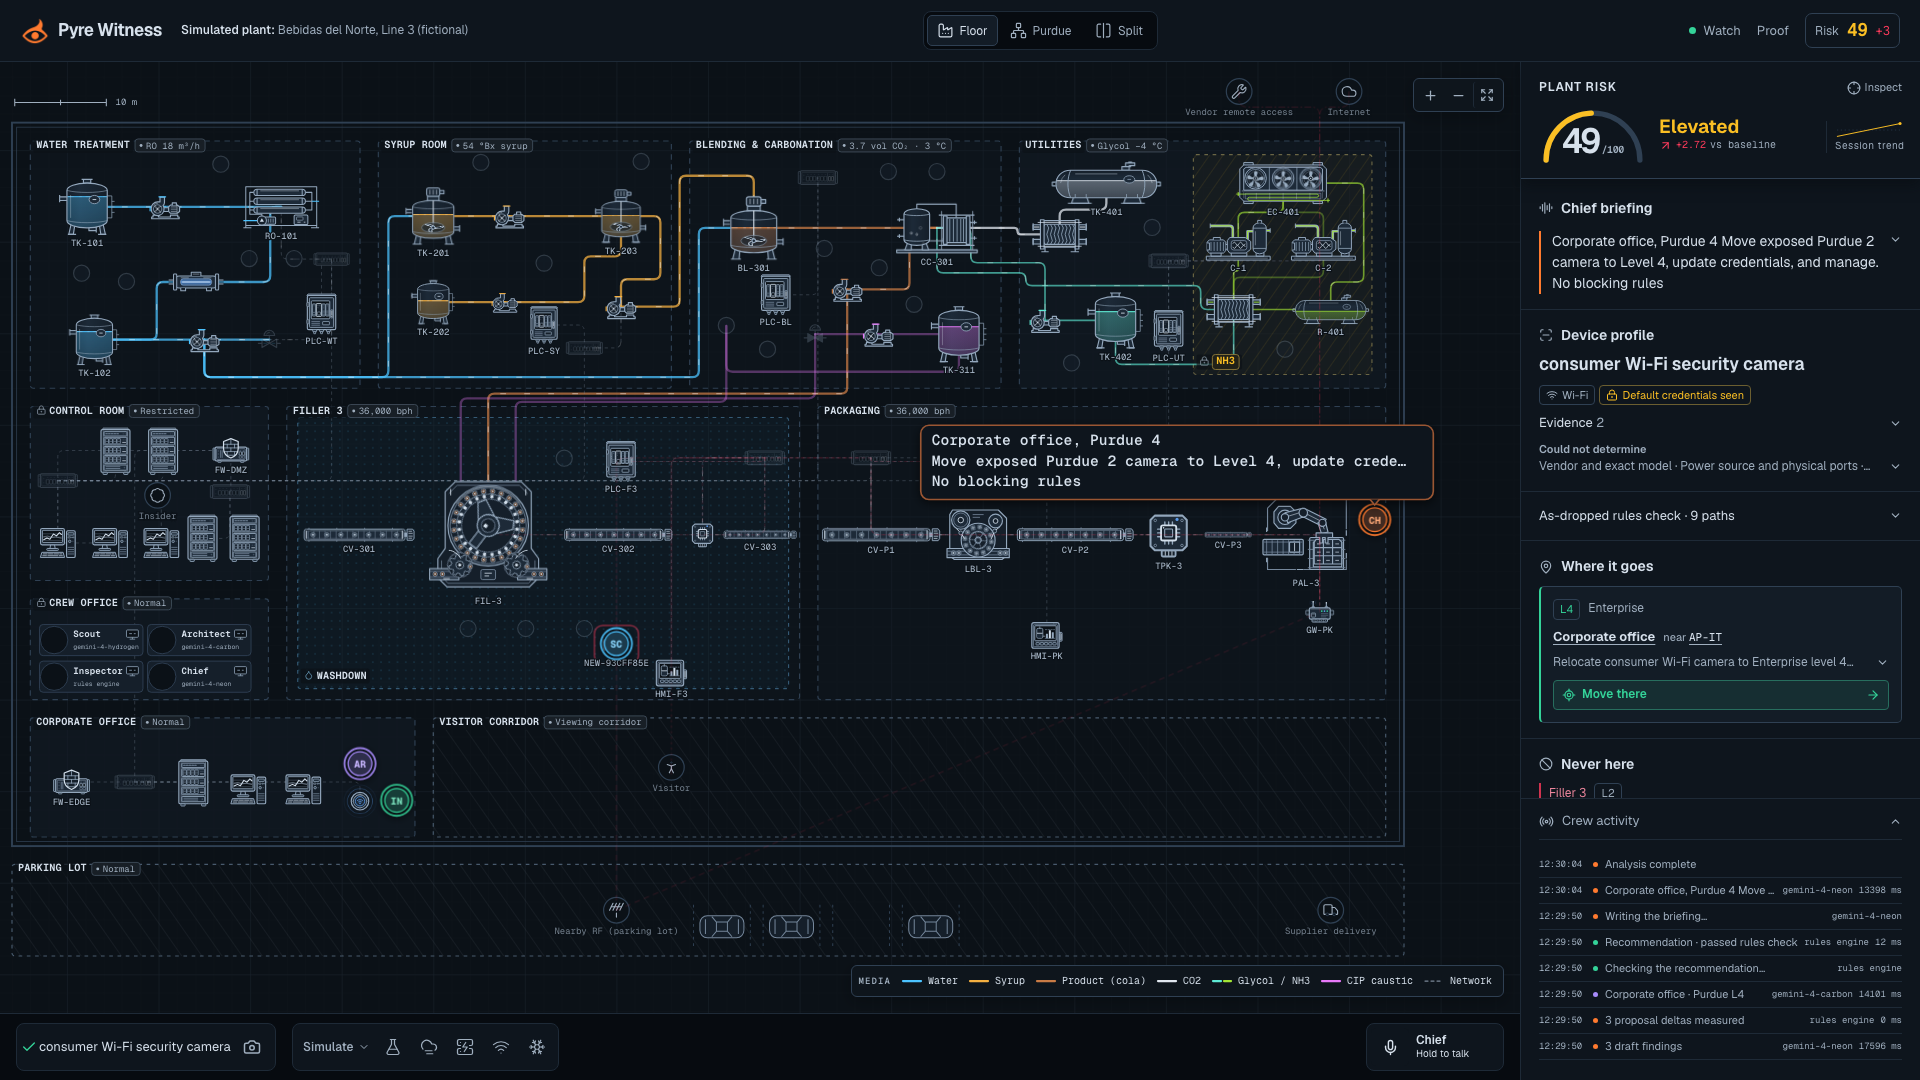 Pyre Witness
Simulated plant: Bebidas del Norte, Line 3 (fictional)
Floor
Purdue
Split
Watch
Proof
Risk 49 +3
10 m
Vendor remote access
Internet
WATER TREATMENT
RO 18 m³/h
SYRUP ROOM
54 °Bx syrup
BLENDING & CARBONATION
3.7 vol CO₂ · 3 °C
UTILITIES
Glycol −4 °C
TK-101
RO-101
TK-201
TK-203
BL-301
CC-301
TK-401
EC-401
C-1
C-2
TK-202
PLC-WT
PLC-SY
PLC-BL
TK-102
TK-311
TK-402
PLC-UT
R-401
NH3
CONTROL ROOM
Restricted
FILLER 3
36,000 bph
PACKAGING
36,000 bph
FW-DMZ
Insider
PLC-F3
Corporate office, Purdue 4
Move exposed Purdue 2 camera to Level 4, update crede…
No blocking rules
CH
CV-301
FIL-3
CV-302
CV-303
CV-P1
LBL-3
CV-P2
TPK-3
CV-P3
PAL-3
GW-PK
HMI-PK
CREW OFFICE
Normal
Scout
gemini-4-hydrogen
Architect
gemini-4-carbon
Inspector
rules engine
Chief
gemini-4-neon
SC
NEW-93CFF85E
HMI-F3
WASHDOWN
CORPORATE OFFICE
Normal
VISITOR CORRIDOR
Viewing corridor
FW-EDGE
AR
IN
Visitor
PARKING LOT
Normal
Nearby RF (parking lot)
Supplier delivery
MEDIA
Water
Syrup
Product (cola)
CO2
Glycol / NH3
CIP caustic
Network
consumer Wi-Fi security camera
Simulate
Chief
Hold to talk
PLANT RISK
Inspect
49/100
Elevated
+2.72 vs baseline
Session trend
Chief briefing
Corporate office, Purdue 4 Move exposed Purdue 2
camera to Level 4, update credentials, and manage.
No blocking rules
Device profile
consumer Wi-Fi security camera
Wi-Fi
Default credentials seen
Evidence 2
Could not determine
Vendor and exact model · Power source and physical ports ·…
As-dropped rules check · 9 paths
Where it goes
L4 Enterprise
Corporate office near AP-IT
Relocate consumer Wi-Fi camera to Enterprise level 4…
Move there
Never here
Filler 3 L2
Crew activity
12:30:04 Analysis complete
12:30:04 Corporate office, Purdue 4 Move … gemini-4-neon 13398 ms
12:29:50 Writing the briefing… gemini-4-neon
12:29:50 Recommendation · passed rules check rules engine 12 ms
12:29:50 Checking the recommendation… rules engine
12:29:50 Corporate office · Purdue L4 gemini-4-carbon 14101 ms
12:29:50 3 proposal deltas measured rules engine 0 ms
12:29:50 3 draft findings gemini-4-neon 17596 ms